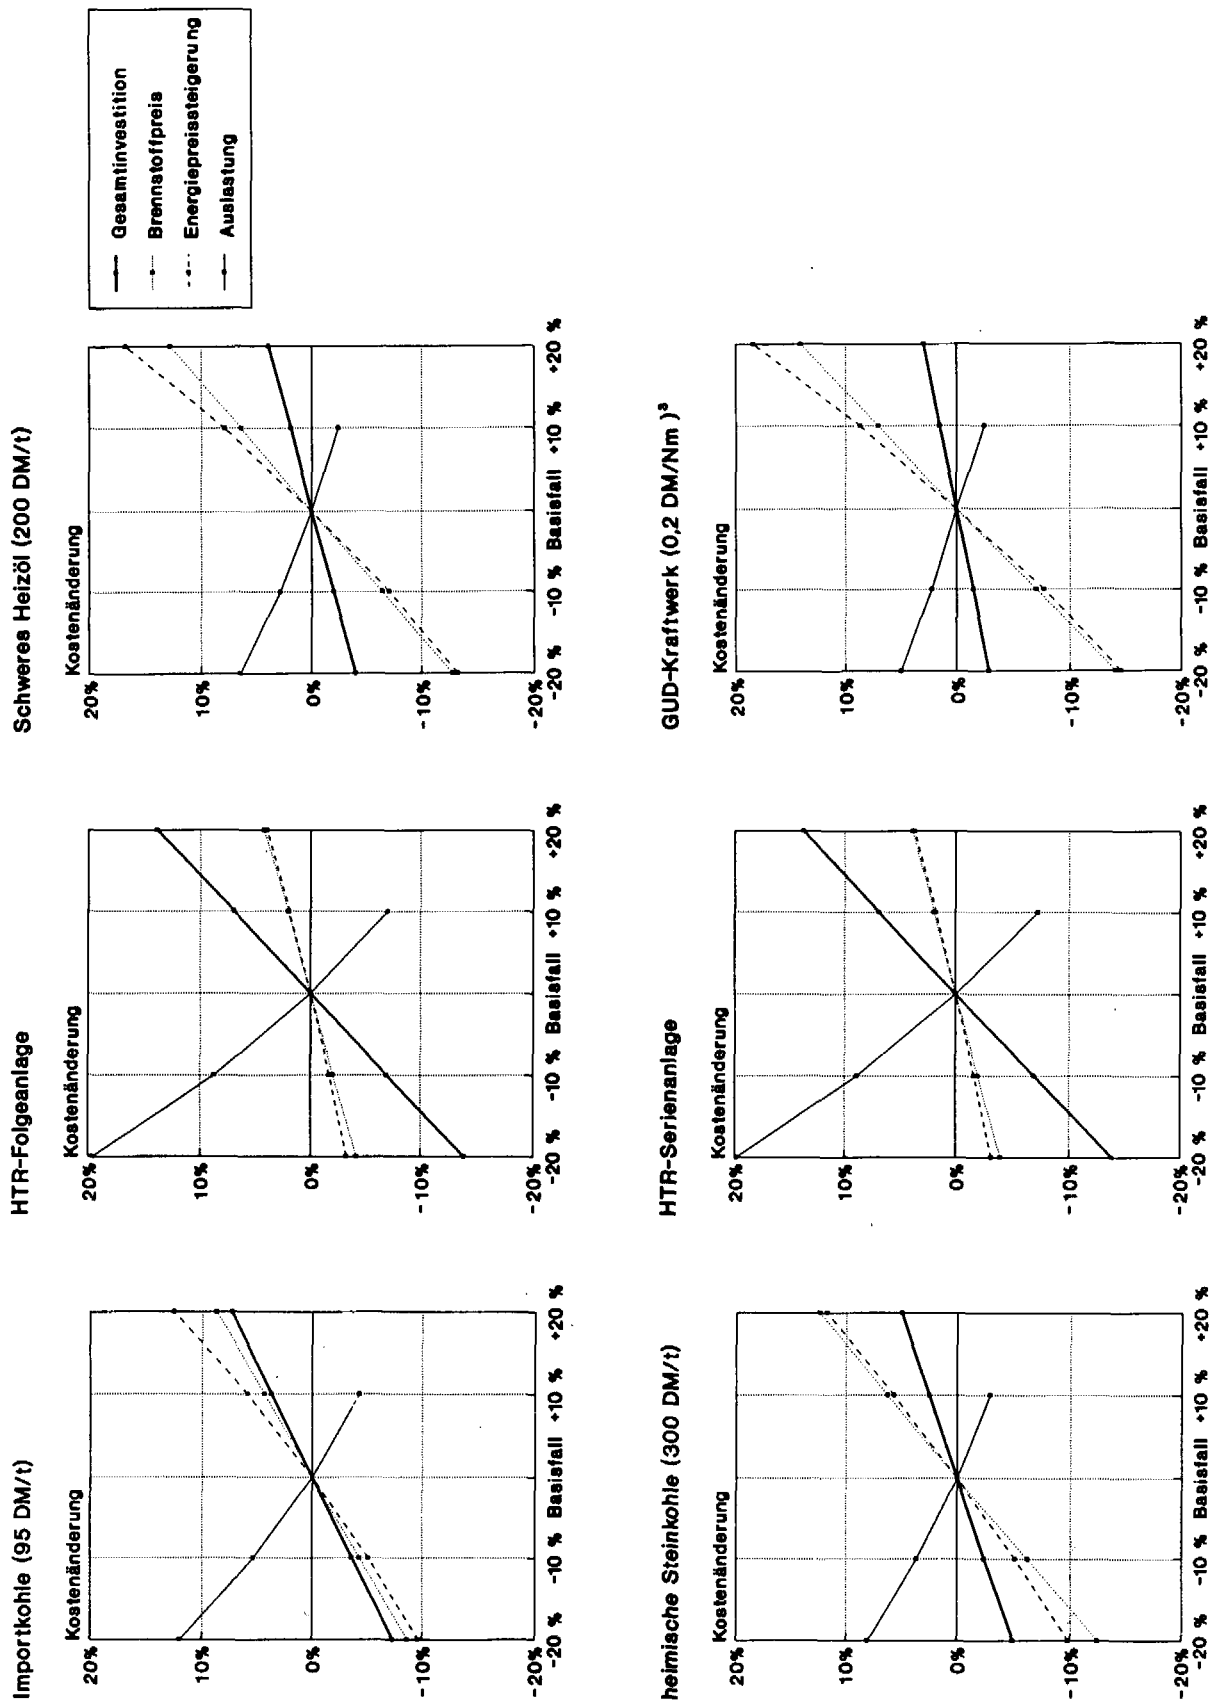 Importkohle (95 DM/t)
Kostenänderung
20%
10%
0%
-10%
-20%
-20 % -10 % Basisfall +10 % +20 %
HTR-Folgeanlage
Kostenänderung
20%
10%
0%
-10%
-20%
-20 % -10 % Basisfall +10 % +20 %
Schweres Heizöl (200 DM/t)
Kostenänderung
20%
10%
0%
-10%
-20%
-20 % -10 % Basisfall +10 % +20 %
Gesamtinvestition
Brennstoffpreis
Energiepreissteigerung
Auslastung
heimische Steinkohle (300 DM/t)
Kostenänderung
20%
10%
0%
-10%
-20%
-20 % -10 % Basisfall +10 % +20 %
HTR-Serienanlage
Kostenänderung
20%
10%
0%
-10%
-20%
-20 % -10 % Basisfall +10 % +20 %
GUD-Kraftwerk (0,2 DM/Nm )³
Kostenänderung
20%
10%
0%
-10%
-20%
-20 % -10 % Basisfall +10 % +20 %